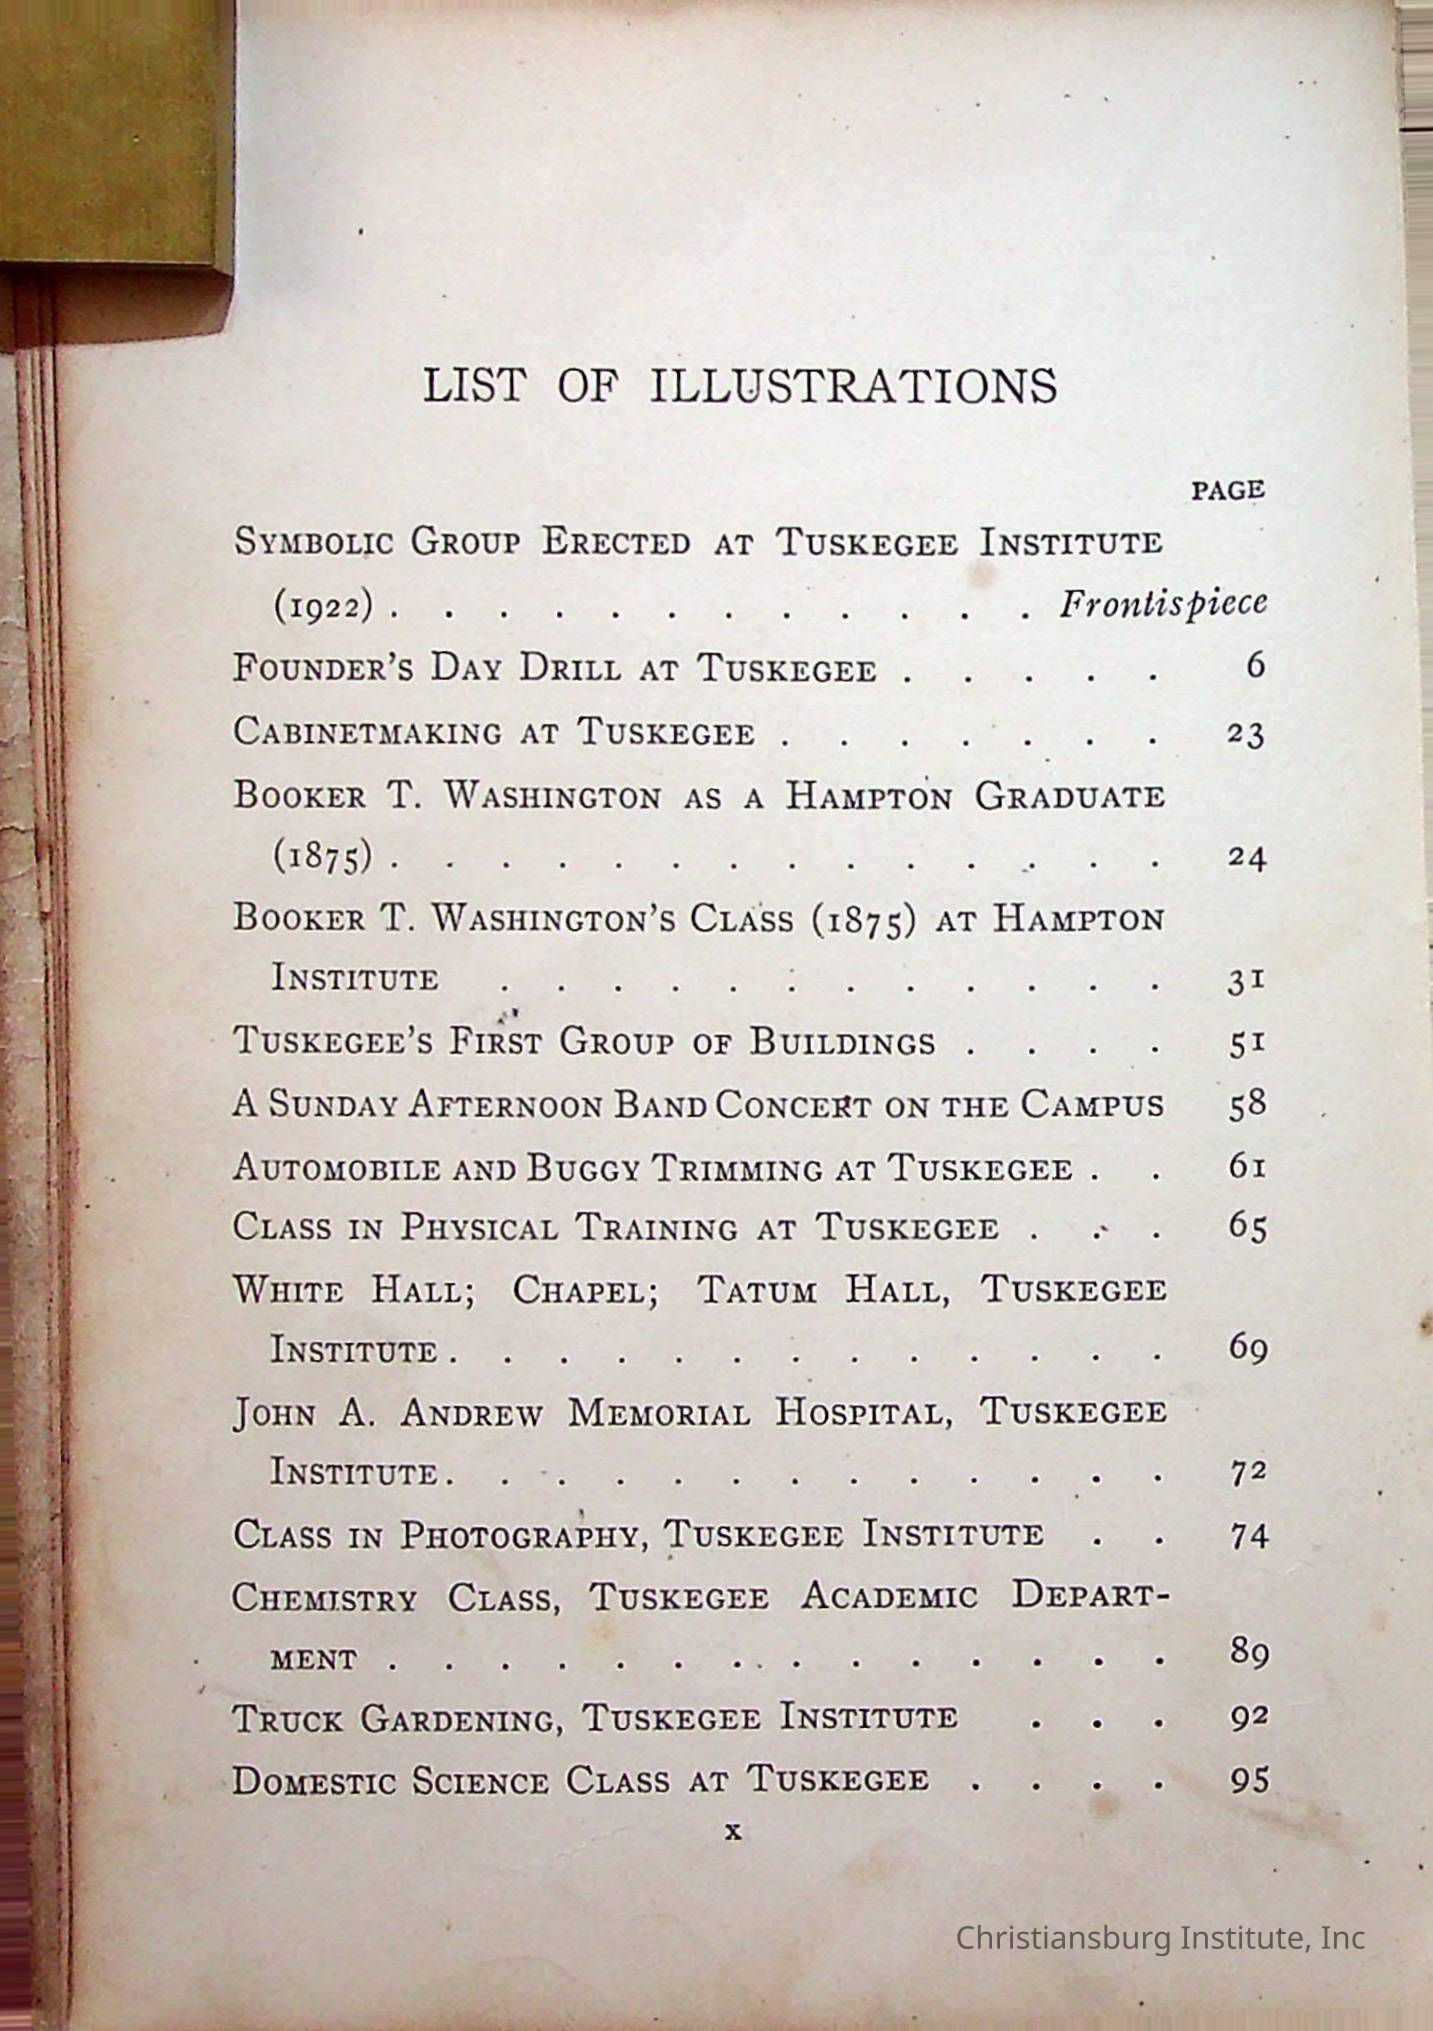 LIST OF ILLUSTRATIONS
PAGE
Symbolic Group Erected at Tuskegee Institute
(1922) . . . . . . . . . . . . Frontispiece
Founder's Day Drill at Tuskegee . . . . . 6
Cabinetmaking at Tuskegee . . . . . . . 23
Booker T. Washington as a Hampton Graduate
(1875) . . . . . . . . . . . . . . 24
Booker T. Washington's Class (1875) at Hampton
Institute . . . . . . . . . . . . 31
Tuskegee's First Group of Buildings . . . . 51
A Sunday Afternoon Band Concert on the Campus 58
Automobile and Buggy Trimming at Tuskegee . . 61
Class in Physical Training at Tuskegee . . . 65
White Hall; Chapel; Tatum Hall, Tuskegee
Institute . . . . . . . . . . . . . 69
John A. Andrew Memorial Hospital, Tuskegee
Institute . . . . . . . . . . . . . 72
Class in Photography, Tuskegee Institute . . 74
Chemistry Class, Tuskegee Academic Depart-
ment . . . . . . . . . . . . . . 89
Truck Gardening, Tuskegee Institute . . . 92
Domestic Science Class at Tuskegee . . . . 95
x
Christiansburg Institute, Inc